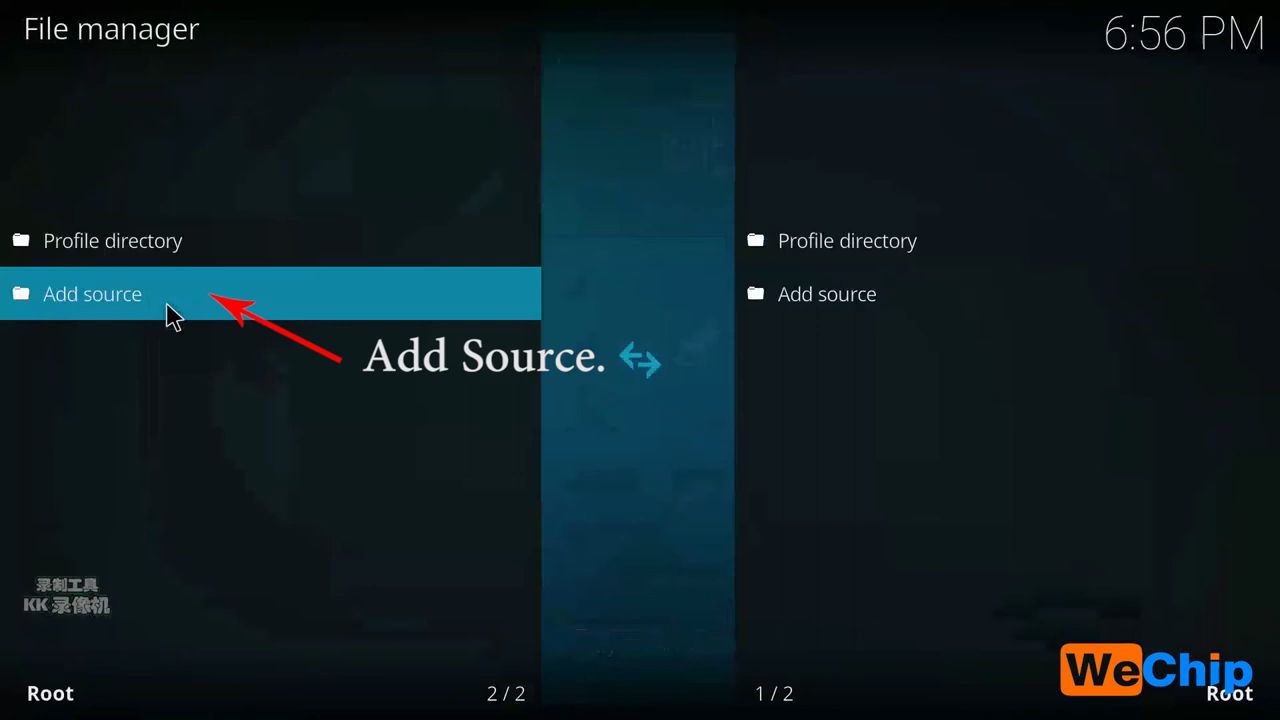 File manager
6:56 PM
Profile directory
Add source
Profile directory
Add source
Add Source.
录制工具
KK 录像机
WeChip
Root
2 / 2
1 / 2
Root